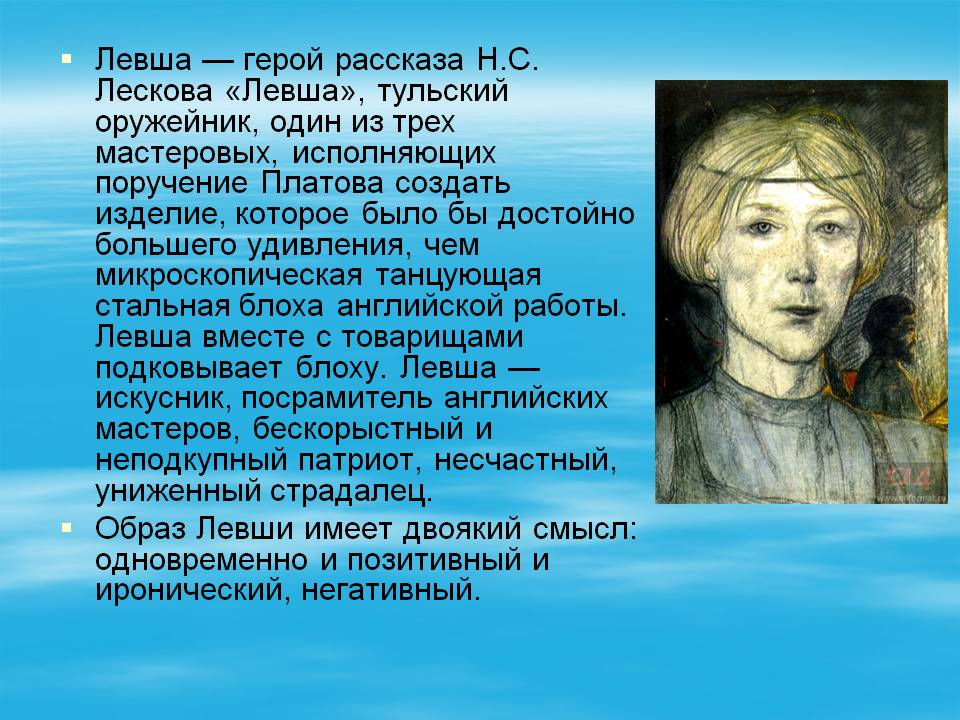 Левша — герой рассказа Н.С.
Лескова «Левша», тульский
оружейник, один из трех
мастеровых, исполняющих
поручение Платова создать
изделие, которое было бы достойно
большего удивления, чем
микроскопическая танцующая
стальная блоха английской работы.
Левша вместе с товарищами
подковывает блоху. Левша —
искусник, посрамитель английских
мастеров, бескорыстный и
неподкупный патриот, несчастный,
униженный страдалец.
Образ Левши имеет двоякий смысл:
одновременно и позитивный и
иронический, негативный.